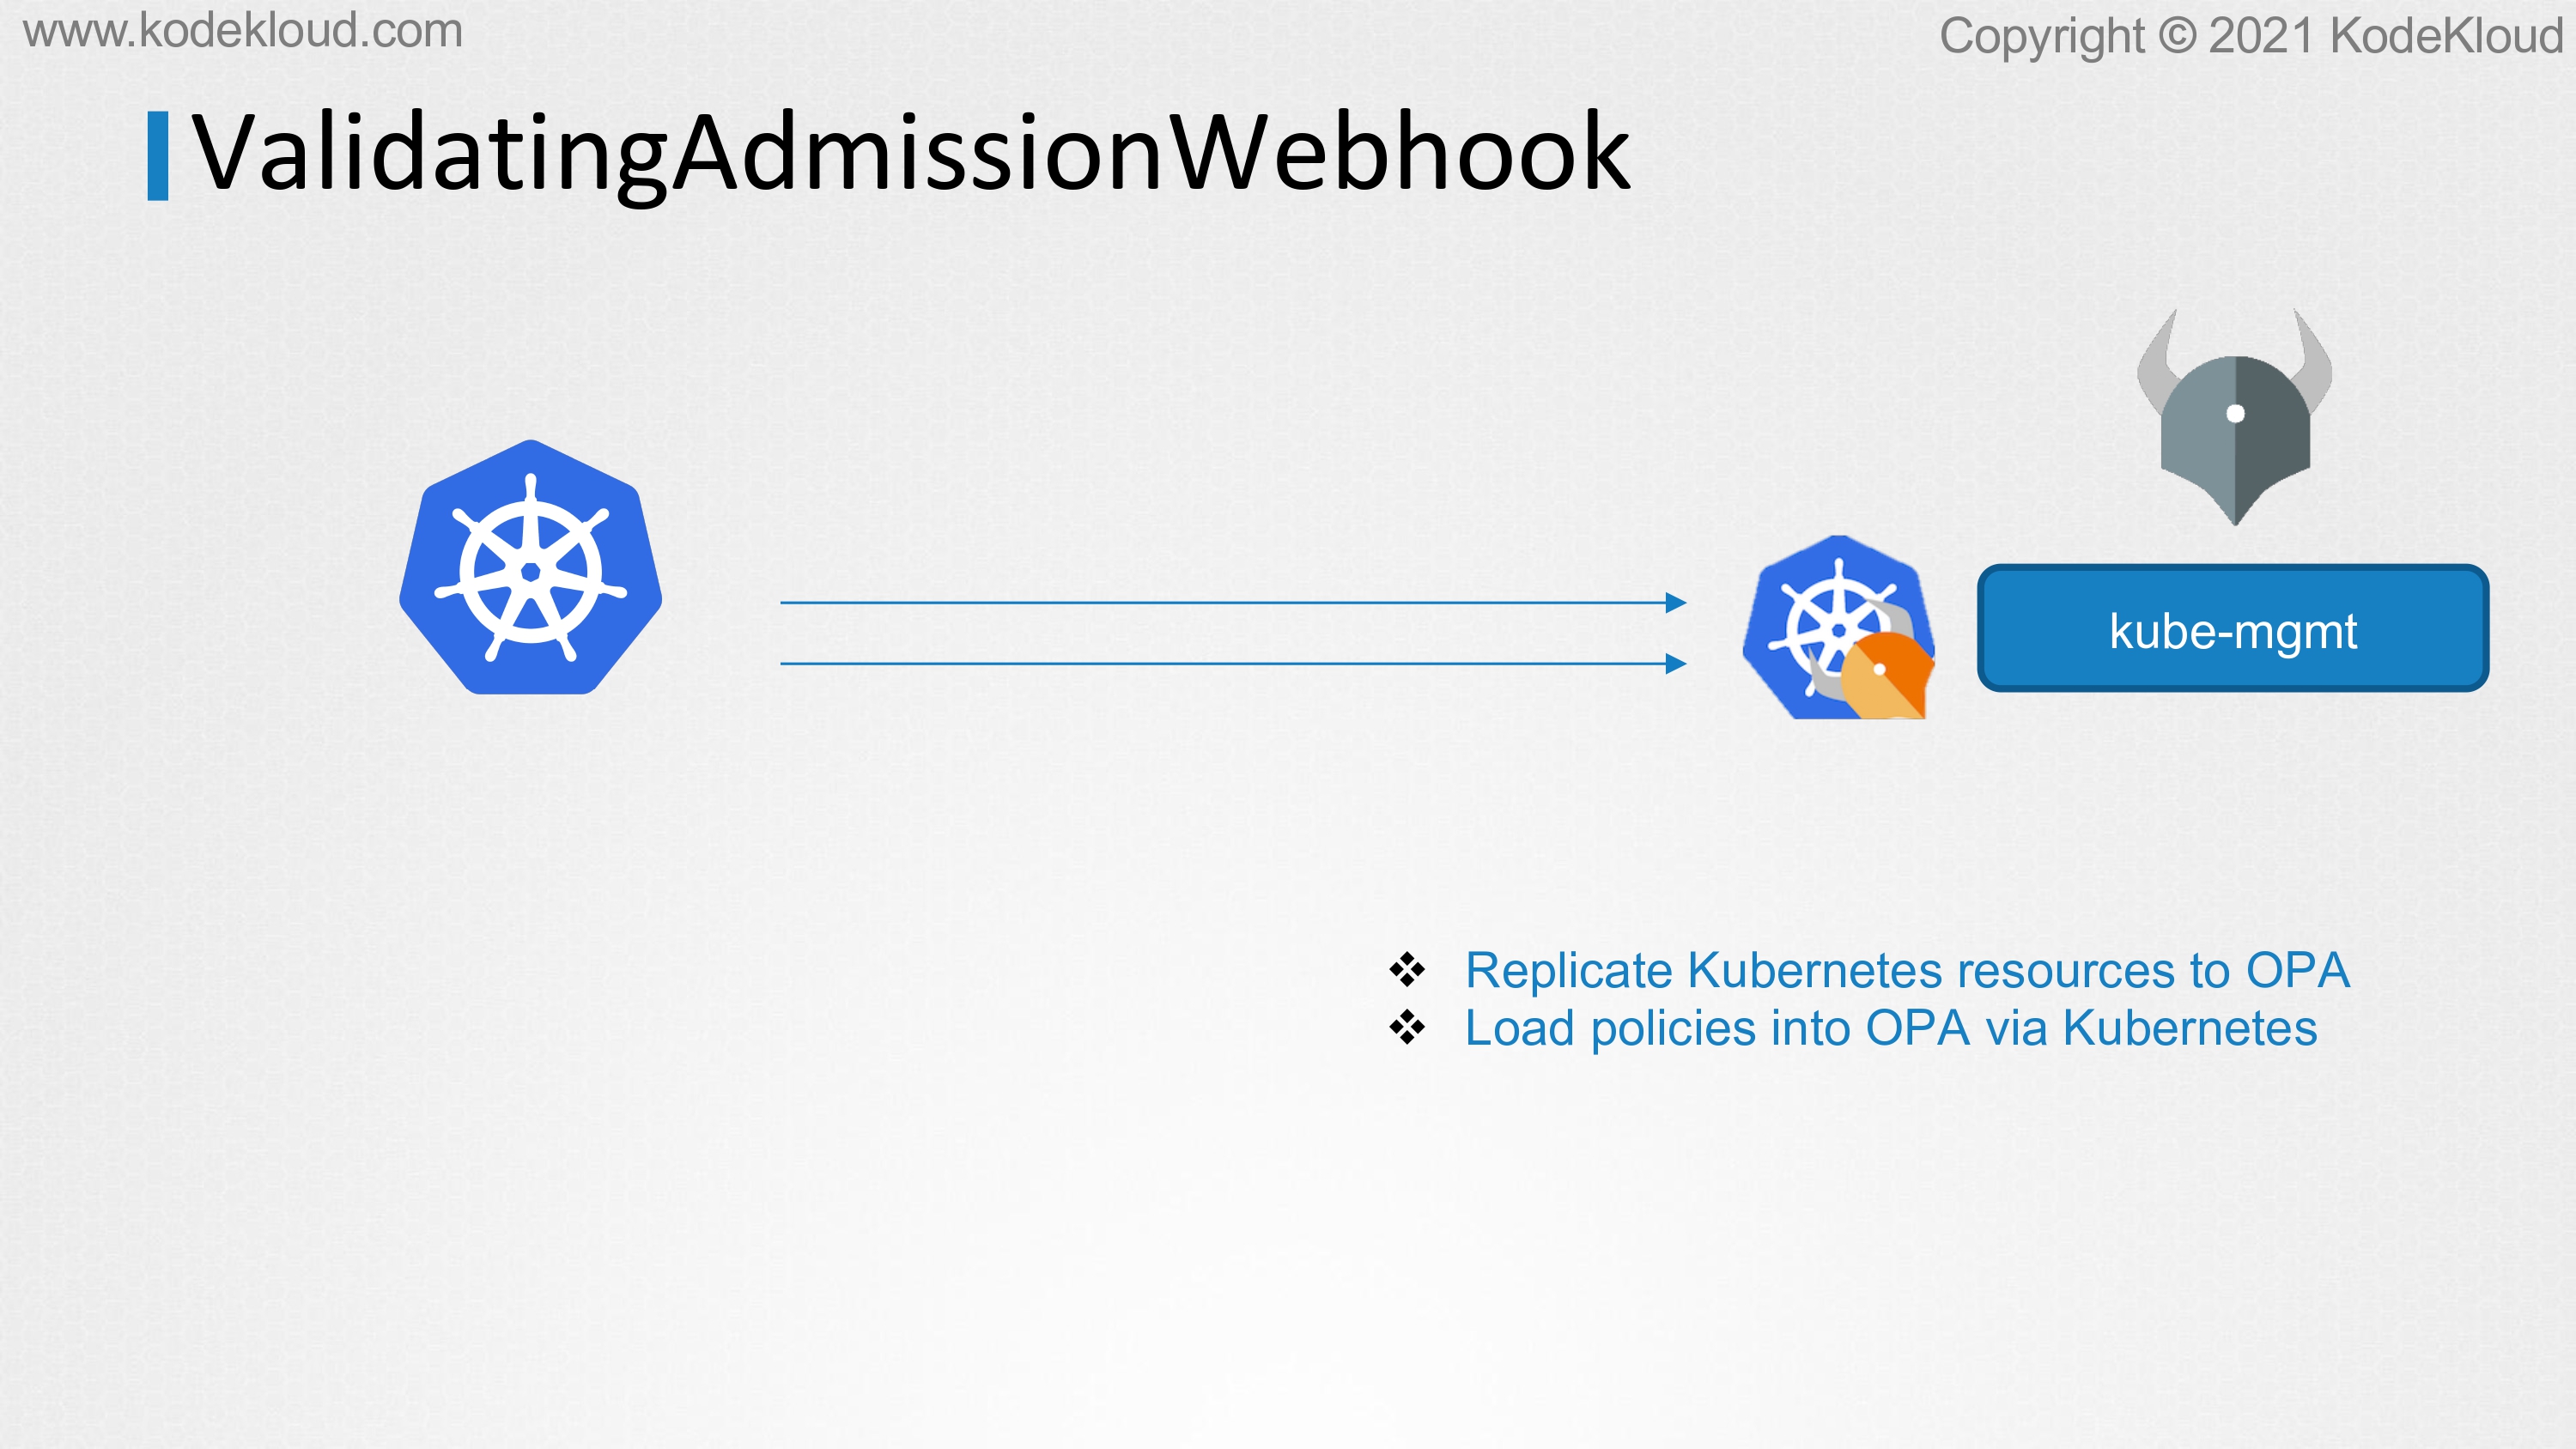 www.kodekloud.com
Copyright © 2021 KodeKloud
ValidatingAdmissionWebhook
kube-mgmt
❖ Replicate Kubernetes resources to OPA
❖ Load policies into OPA via Kubernetes